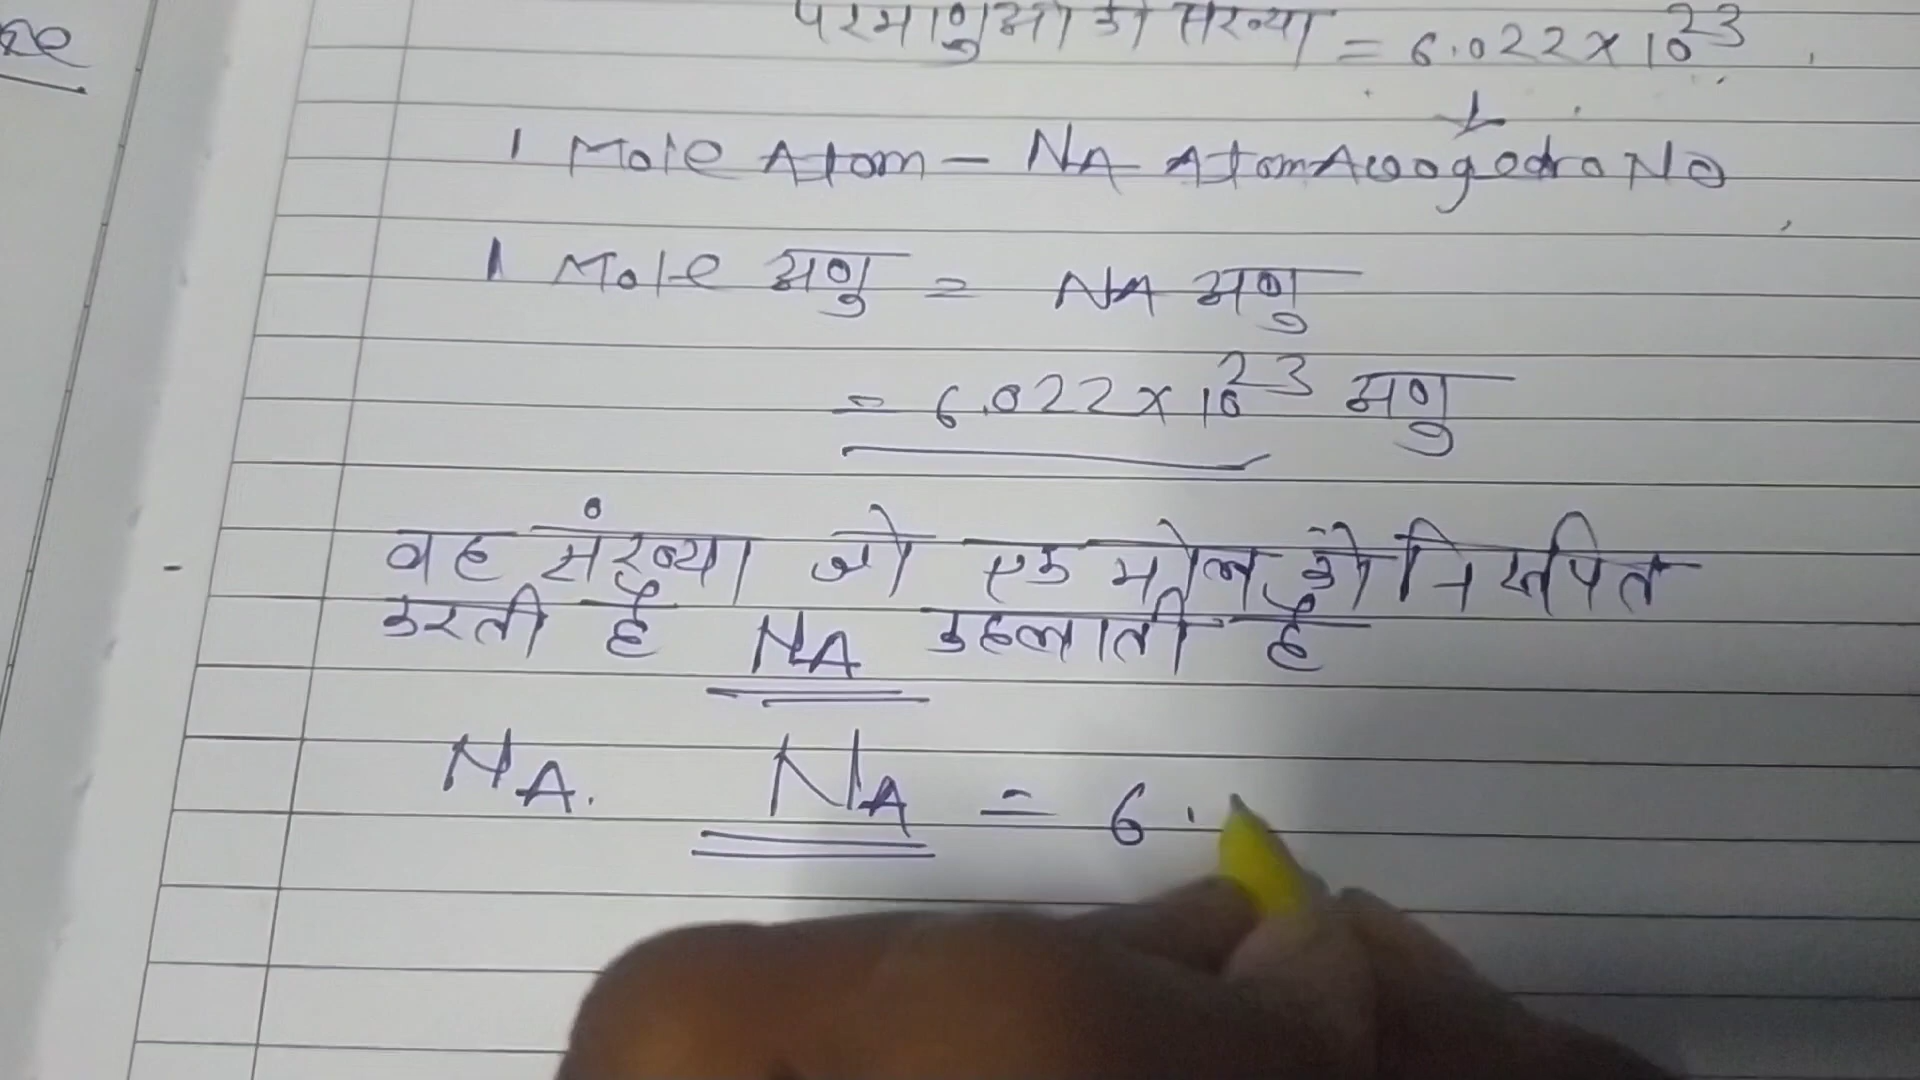 परमाणुओ की संख्या = 6.022 x 10²³
1 Mole Atom – NA Atom Avogedro No
1 Mole अणु = NA अणु
= 6.022 x 10²³ अणु
वह संख्या जो एक मोल को निरूपित
करती है NA कहलाती है
NA. NA = 6.